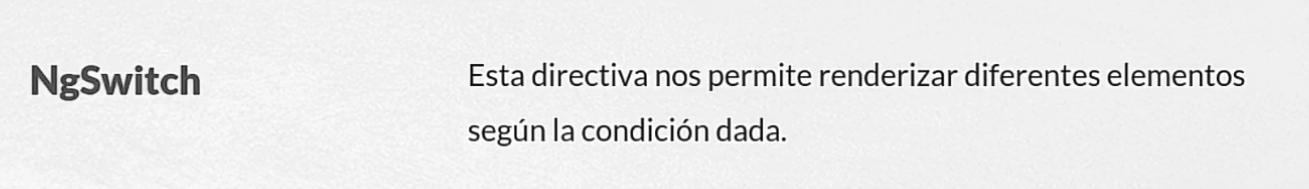 NgSwitch
Esta directiva nos permite renderizar diferentes elementos
según la condición dada.